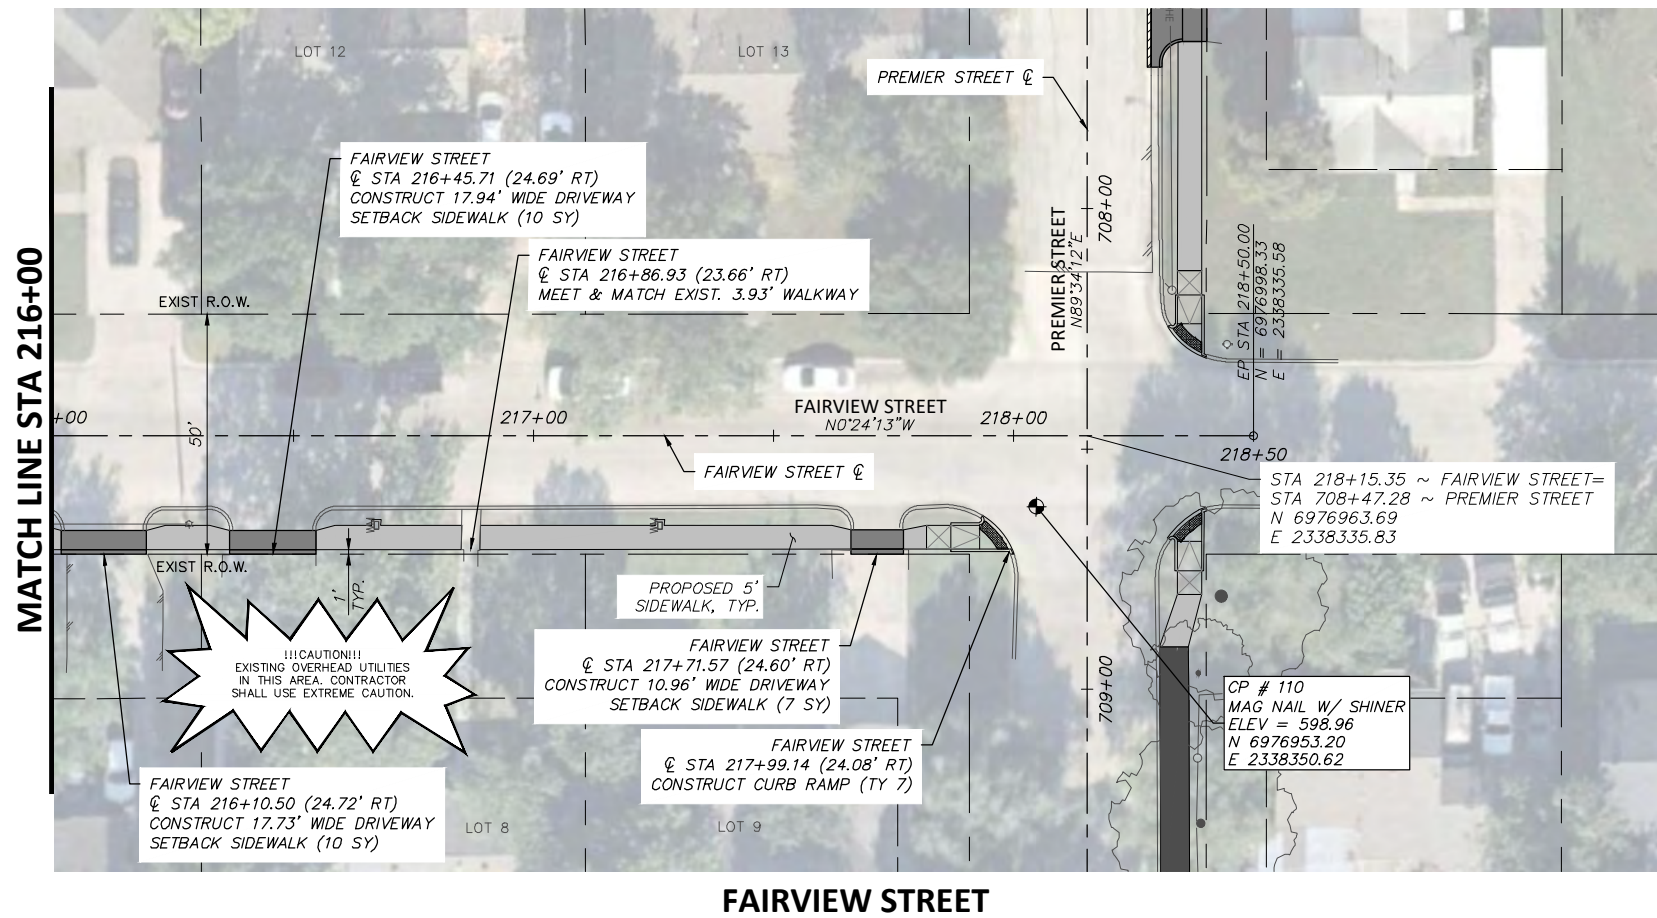 LOT 12
LOT 13
PREMIER STREET ℄
FAIRVIEW STREET
℄ STA 216+45.71 (24.69' RT)
CONSTRUCT 17.94' WIDE DRIVEWAY
SETBACK SIDEWALK (10 SY)
FAIRVIEW STREET
℄ STA 216+86.93 (23.66' RT)
MEET & MATCH EXIST. 3.93' WALKWAY
708+00
PREMIER STREET
N89°34'12"E
EP STA 218+50.00
N = 6976998.33
E = 2338335.58
EXIST R.O.W.
MATCH LINE STA 216+00
+00
50'
217+00
FAIRVIEW STREET
N0°24'13"W
218+00
218+50
FAIRVIEW STREET ℄
STA 218+15.35 ~ FAIRVIEW STREET=
STA 708+47.28 ~ PREMIER STREET
N 6976963.69
E 2338335.83
EXIST R.O.W.
1'
TYP.
PROPOSED 5'
SIDEWALK, TYP.
!!!CAUTION!!!
EXISTING OVERHEAD UTILITIES
IN THIS AREA. CONTRACTOR
SHALL USE EXTREME CAUTION.
FAIRVIEW STREET
℄ STA 217+71.57 (24.60' RT)
CONSTRUCT 10.96' WIDE DRIVEWAY
SETBACK SIDEWALK (7 SY)
709+00
CP # 110
MAG NAIL W/ SHINER
ELEV = 598.96
N 6976953.20
E 2338350.62
FAIRVIEW STREET
℄ STA 217+99.14 (24.08' RT)
CONSTRUCT CURB RAMP (TY 7)
FAIRVIEW STREET
℄ STA 216+10.50 (24.72' RT)
CONSTRUCT 17.73' WIDE DRIVEWAY
SETBACK SIDEWALK (10 SY)
LOT 8
LOT 9
FAIRVIEW STREET